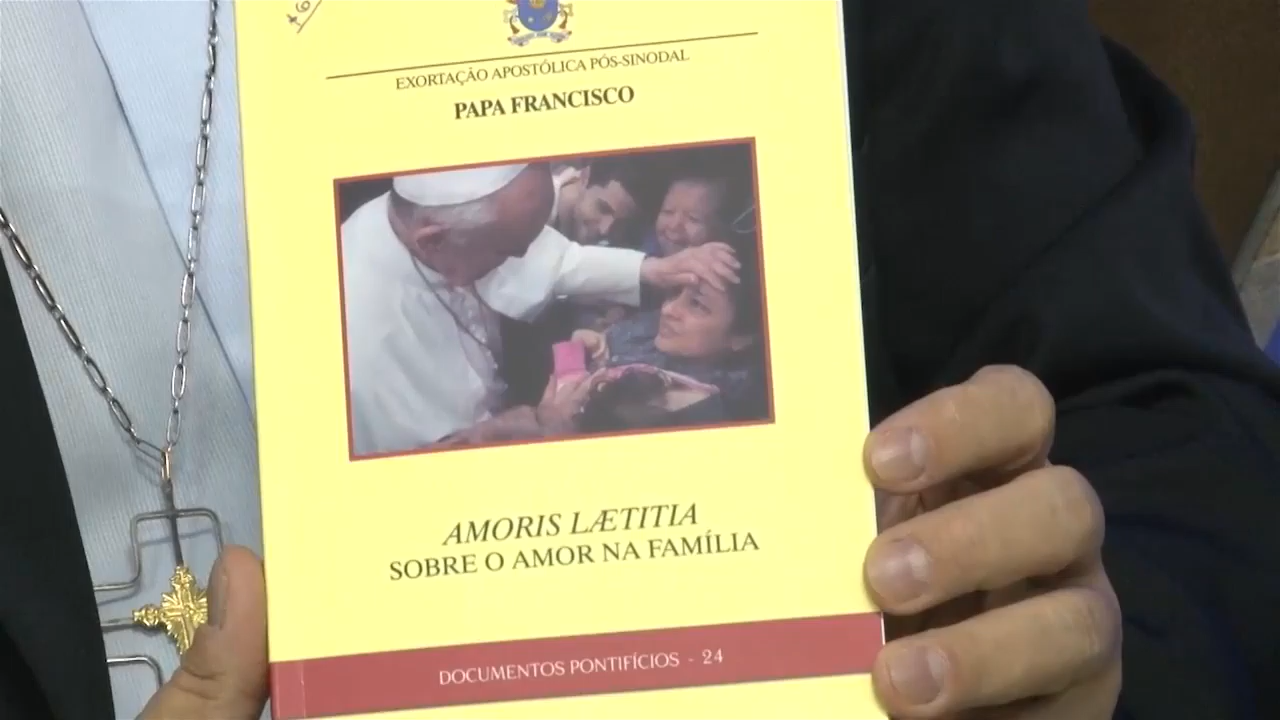 EXORTAÇÃO APOSTÓLICA PÓS-SINODAL
PAPA FRANCISCO
AMORIS LÆTITIA
SOBRE O AMOR NA FAMÍLIA
DOCUMENTOS PONTIFÍCIOS - 24